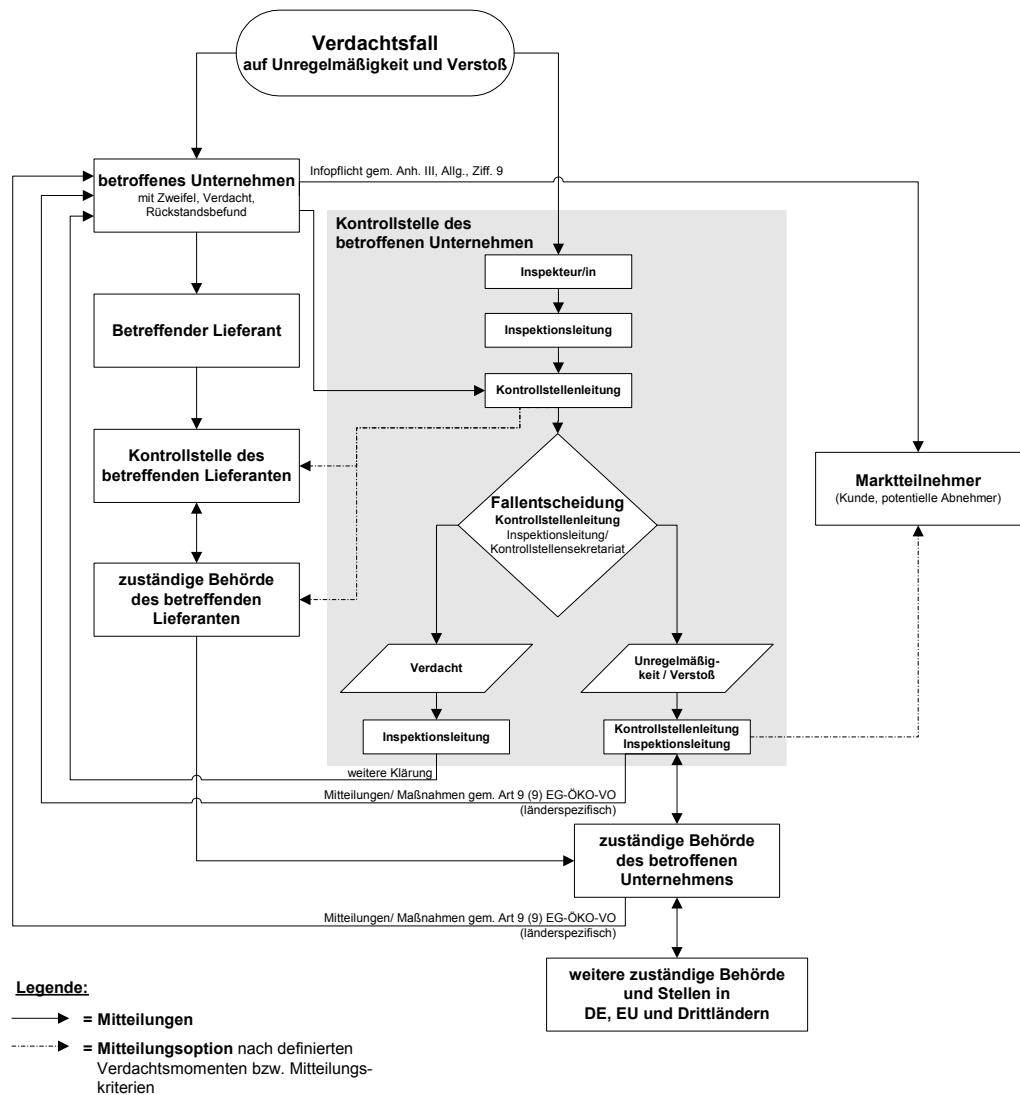 Verdachtsfall
auf Unregelmäßigkeit und Verstoß
betroffenes Unternehmen
mit Zweifel, Verdacht,
Rückstandsbefund
Infopflicht gem. Anh. III, Allg., Ziff. 9
Kontrollstelle des
betroffenen Unternehmen
Inspekteur/in
Betreffender Lieferant
Inspektionsleitung
Kontrollstellenleitung
Kontrollstelle des
betreffenden Lieferanten
Marktteilnehmer
(Kunde, potentielle Abnehmer)
Fallentscheidung
Kontrollstellenleitung
Inspektionsleitung/
Kontrollstellensekretariat
zuständige Behörde
des betreffenden
Lieferanten
Verdacht
Unregelmäßig-
keit / Verstoß
Inspektionsleitung
Kontrollstellenleitung
Inspektionsleitung
weitere Klärung
Mitteilungen/ Maßnahmen gem. Art 9 (9) EG-ÖKO-VO
(länderspezifisch)
zuständige Behörde
des betroffenen
Unternehmens
Mitteilungen/ Maßnahmen gem. Art 9 (9) EG-ÖKO-VO
(länderspezifisch)
weitere zuständige Behörde
und Stellen in
DE, EU und Drittländern
Legende:
= Mitteilungen
= Mitteilungsoption nach definierten
Verdachtsmomenten bzw. Mitteilungs-
kriterien